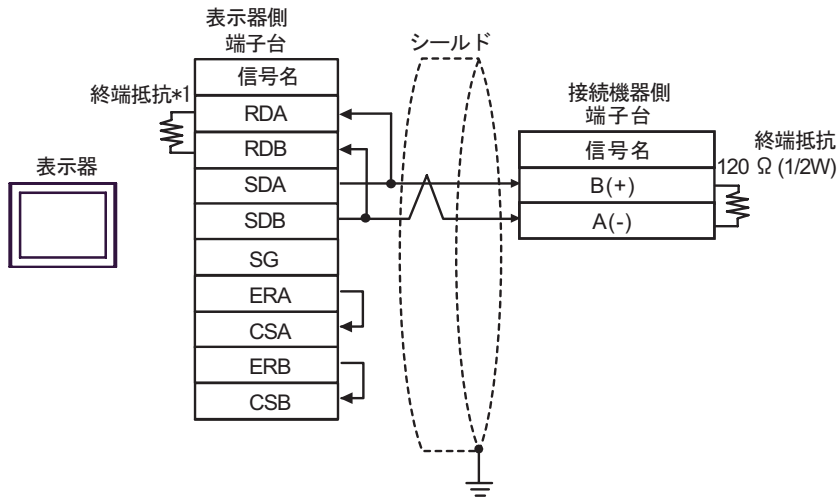 表示器側
端子台
シールド
信号名
終端抵抗*1
RDA
RDB
SDA
SDB
SG
ERA
CSA
ERB
CSB
表示器
接続機器側
端子台
信号名
B(+)
A(-)
終端抵抗
120 Ω (1/2W)